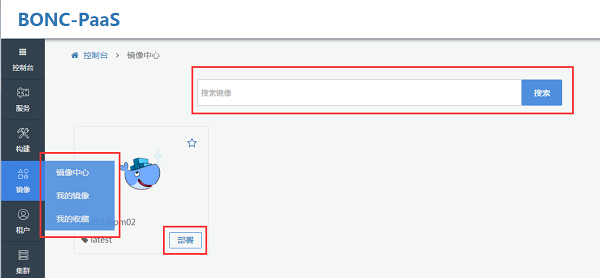 BONC-PaaS
控制台 > 镜像中心
控制台
服务
构建
镜像
租户
集群
搜索镜像
搜索
镜像中心
我的镜像
我的收藏
latest
部署